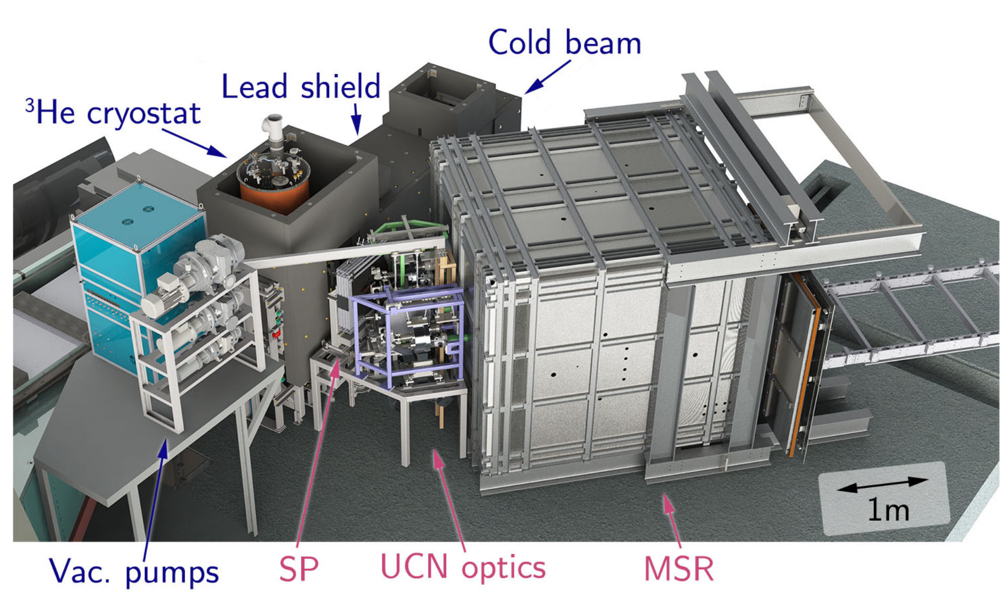 Cold beam
Lead shield
³He cryostat
1m
Vac. pumps
SP
UCN optics
MSR